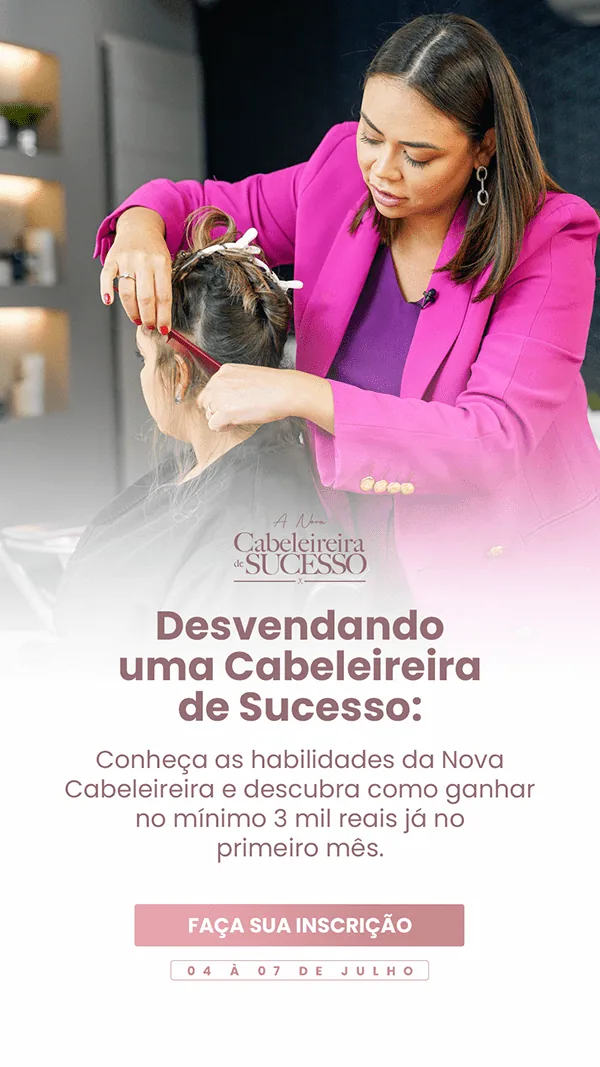 A Nova
Cabeleireira
de SUCESSO
Desvendando
uma Cabeleireira
de Sucesso:
Conheça as habilidades da Nova
Cabeleireira e descubra como ganhar
no mínimo 3 mil reais já no
primeiro mês.
FAÇA SUA INSCRIÇÃO
04 À 07 DE JULHO